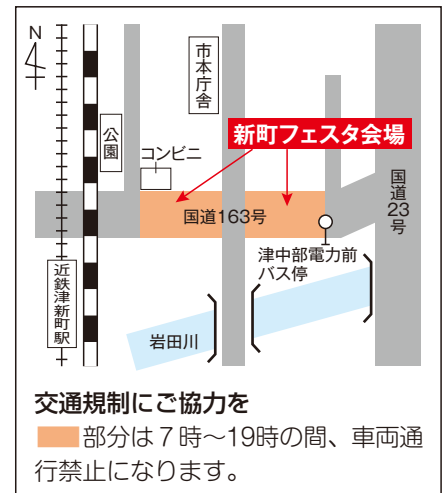 N
市本庁舎
公園
新町フェスタ会場
コンビニ
国道163号
国道23号
津中部電力前
バス停
近鉄津新町駅
岩田川
交通規制にご協力を
部分は7時〜19時の間、車両通
行禁止になります。